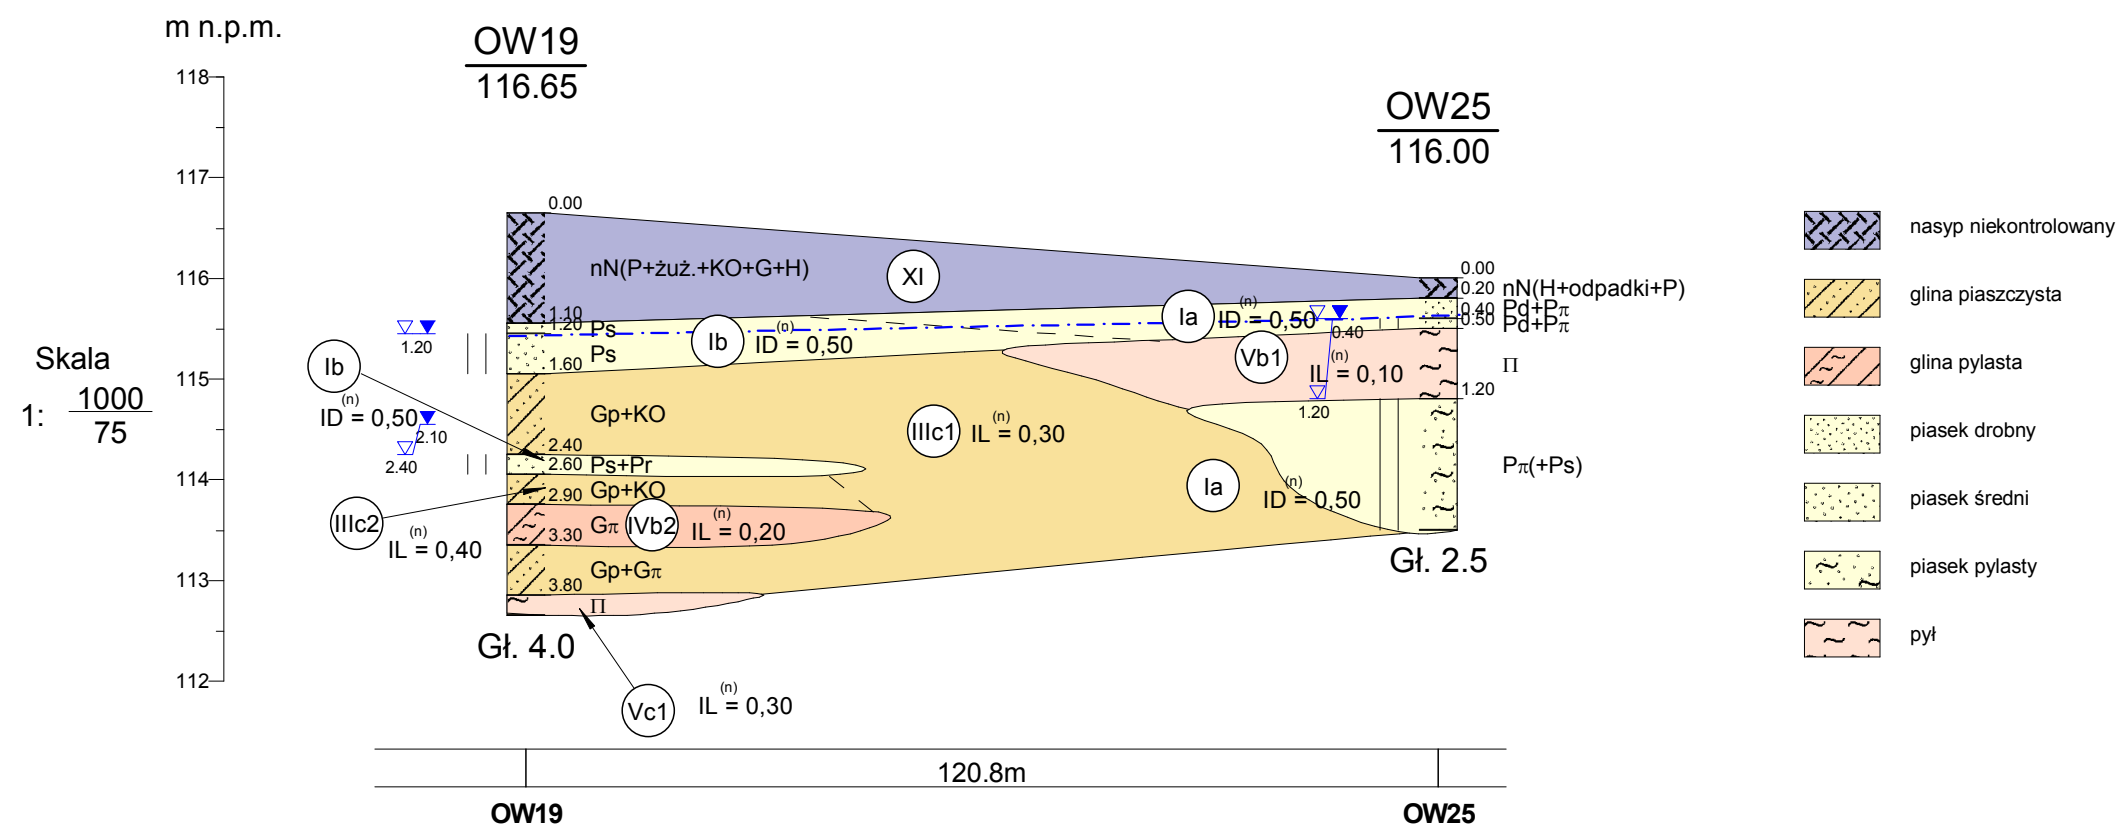 m n.p.m.
OW19
116.65
OW25
116.00
118
117
116
115
114
113
112
Skala
1: 1000
75
0.00
1.10
1.20
1.60
2.40
2.60
2.90
3.30
3.80
nN(P+żuż.+KO+G+H)
Ps
Ps
Gp+KO
Ps+Pr
Gp+KO
Gπ
Gp+Gπ
Π
Gł. 4.0
XI
Ib
ID(n) = 0,50
Ia
ID(n) = 0,50
Vb1
IL(n) = 0,10
IIIc1
IL(n) = 0,30
Ia
ID(n) = 0,50
IVb2
IL(n) = 0,20
Ib
ID(n) = 0,50
IIIc2
IL(n) = 0,40
Vc1
IL(n) = 0,30
1.20
2.10
2.40
0.40
1.20
0.00
0.20
0.40
0.50
1.20
nN(H+odpadki+P)
Pd+Pπ
Pd+Pπ
Π
Pπ(+Ps)
Gł. 2.5
nasyp niekontrolowany
glina piaszczysta
glina pylasta
piasek drobny
piasek średni
piasek pylasty
pył
120.8m
OW19
OW25